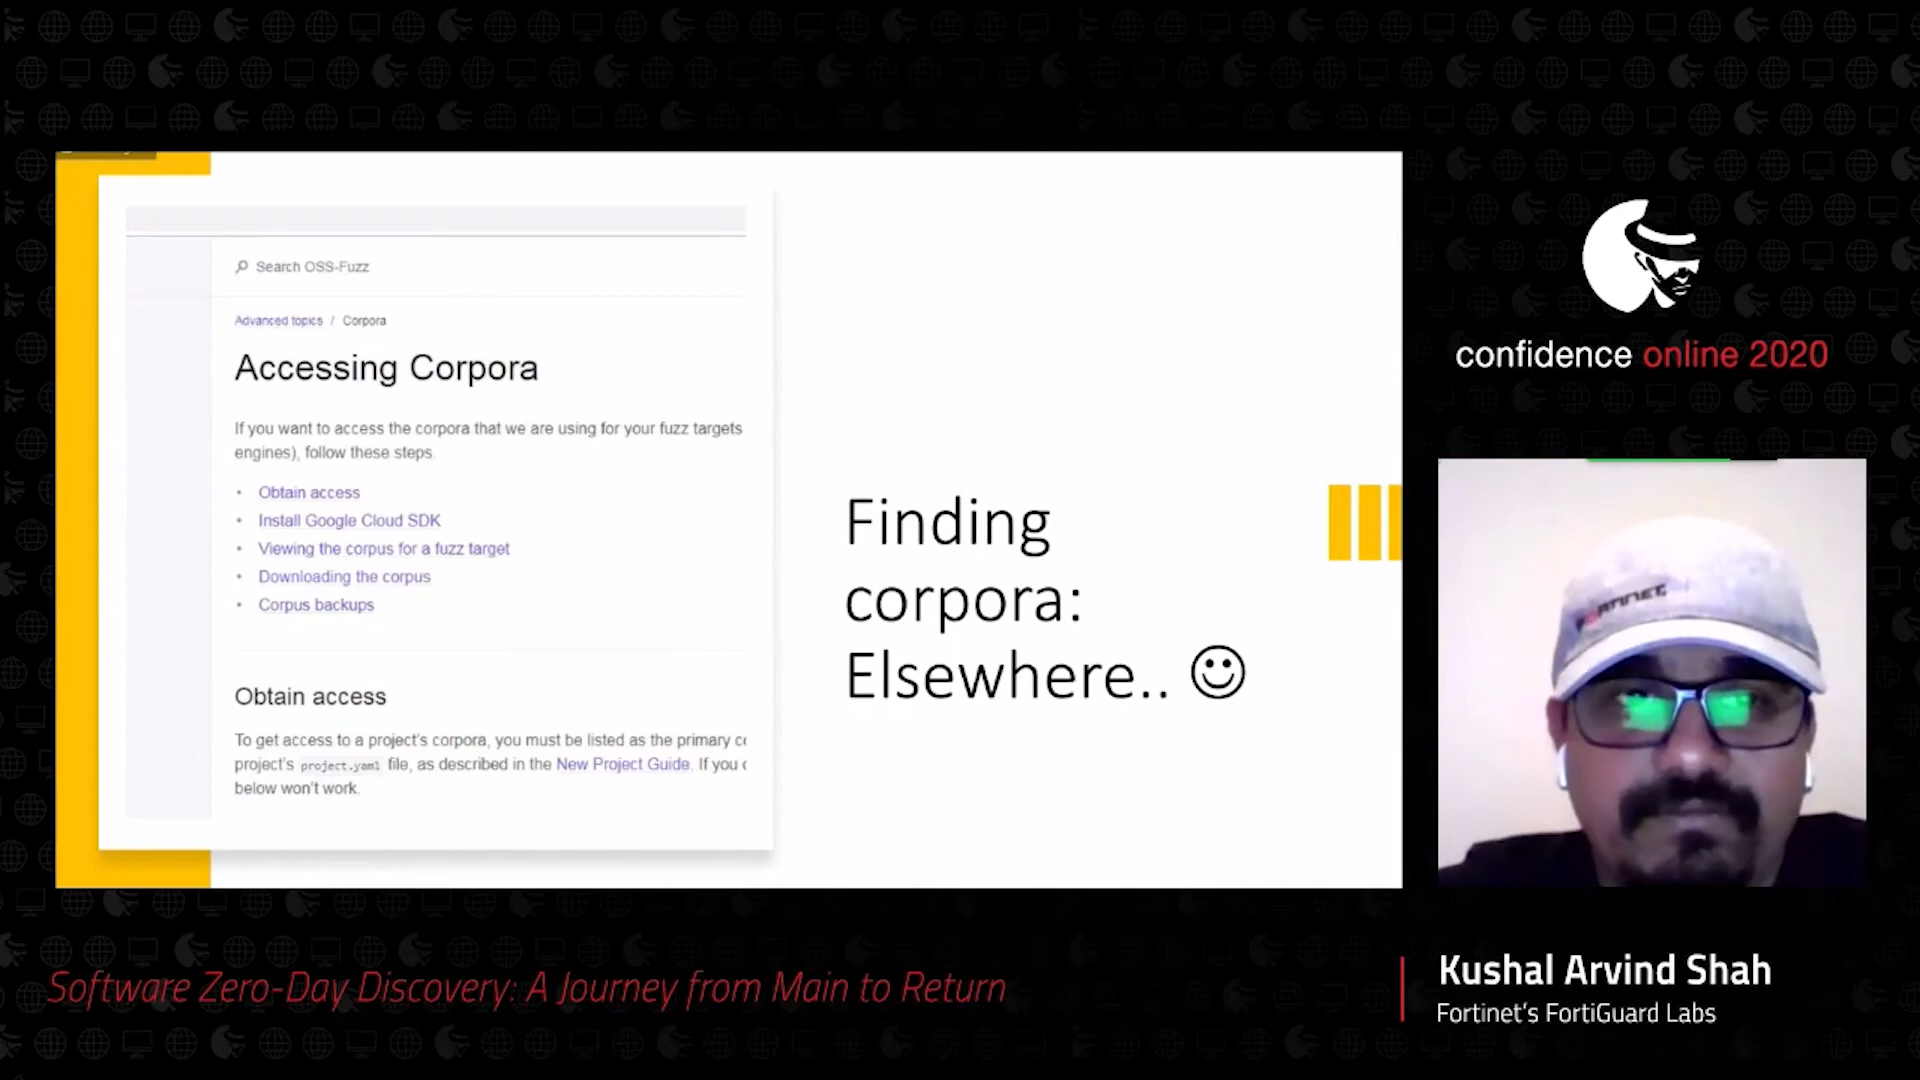 Search OSS-Fuzz
Advanced topics / Corpora
Accessing Corpora
If you want to access the corpora that we are using for your fuzz targets
engines), follow these steps.
• Obtain access
• Install Google Cloud SDK
• Viewing the corpus for a fuzz target
• Downloading the corpus
• Corpus backups
Obtain access
To get access to a project's corpora, you must be listed as the primary
project's project.yaml file, as described in the New Project Guide. If you
below won't work.
Finding
corpora:
Elsewhere.. ☺
confidence online 2020
FORTINET
Software Zero-Day Discovery: A Journey from Main to Return
Kushal Arvind Shah
Fortinet's FortiGuard Labs